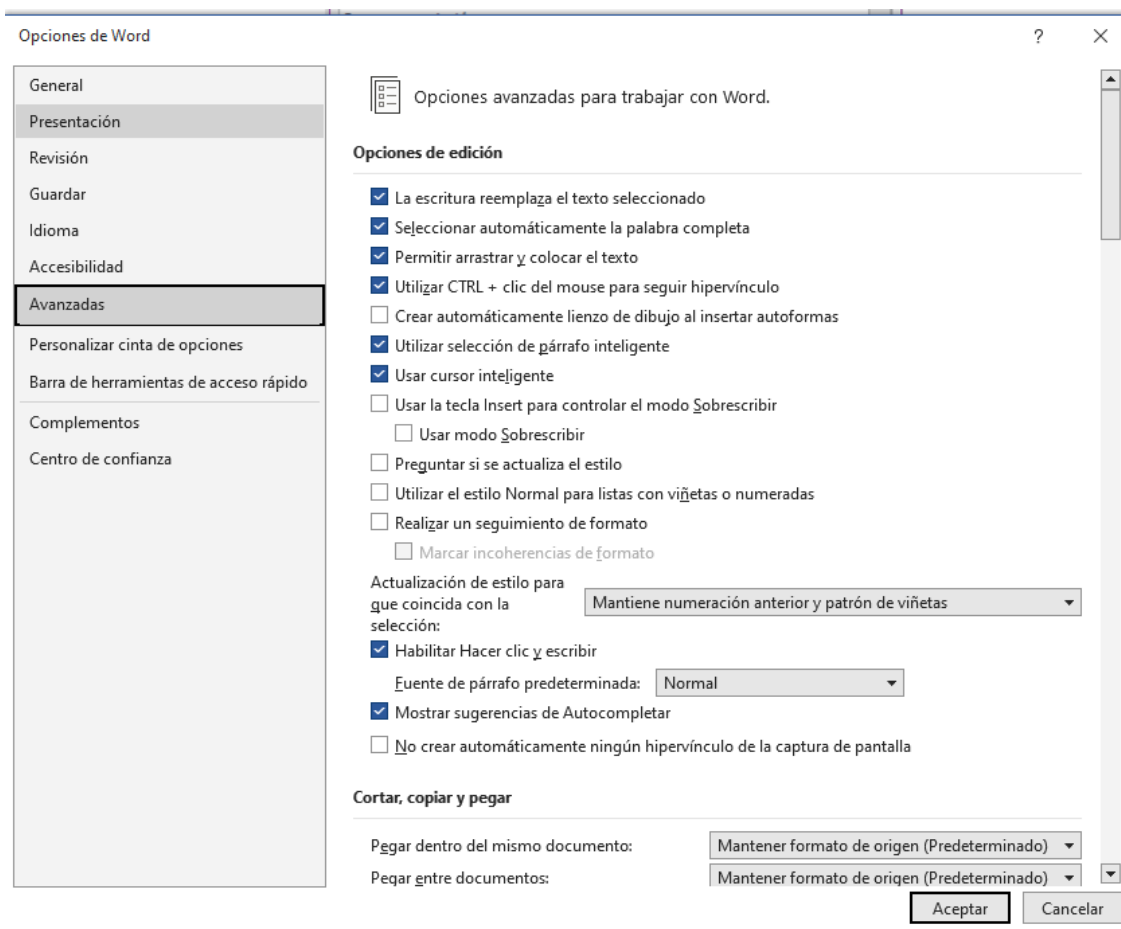 Opciones de Word
?
General
Presentación
Revisión
Guardar
Idioma
Accesibilidad
Avanzadas
Personalizar cinta de opciones
Barra de herramientas de acceso rápido
Complementos
Centro de confianza
Opciones avanzadas para trabajar con Word.
Opciones de edición
La escritura reemplaza el texto seleccionado
Seleccionar automáticamente la palabra completa
Permitir arrastrar y colocar el texto
Utilizar CTRL + clic del mouse para seguir hipervínculo
Crear automáticamente lienzo de dibujo al insertar autoformas
Utilizar selección de párrafo inteligente
Usar cursor inteligente
Usar la tecla Insert para controlar el modo Sobrescribir
Usar modo Sobrescribir
Preguntar si se actualiza el estilo
Utilizar el estilo Normal para listas con viñetas o numeradas
Realizar un seguimiento de formato
Marcar incoherencias de formato
Actualización de estilo para
que coincida con la
selección:
Mantiene numeración anterior y patrón de viñetas
Habilitar Hacer clic y escribir
Fuente de párrafo predeterminada: Normal
Mostrar sugerencias de Autocompletar
No crear automáticamente ningún hipervínculo de la captura de pantalla
Cortar, copiar y pegar
Pegar dentro del mismo documento: Mantener formato de origen (Predeterminado)
Pegar entre documentos: Mantener formato de origen (Predeterminado)
Aceptar Cancelar